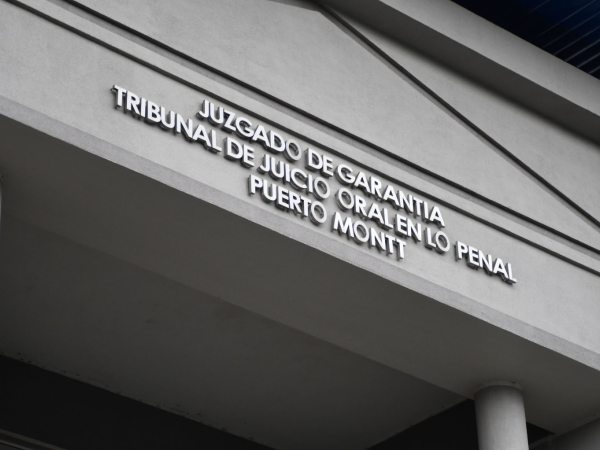 JUZGADO DE GARANTIA
TRIBUNAL DE JUICIO ORAL EN LO PENAL
PUERTO MONTT